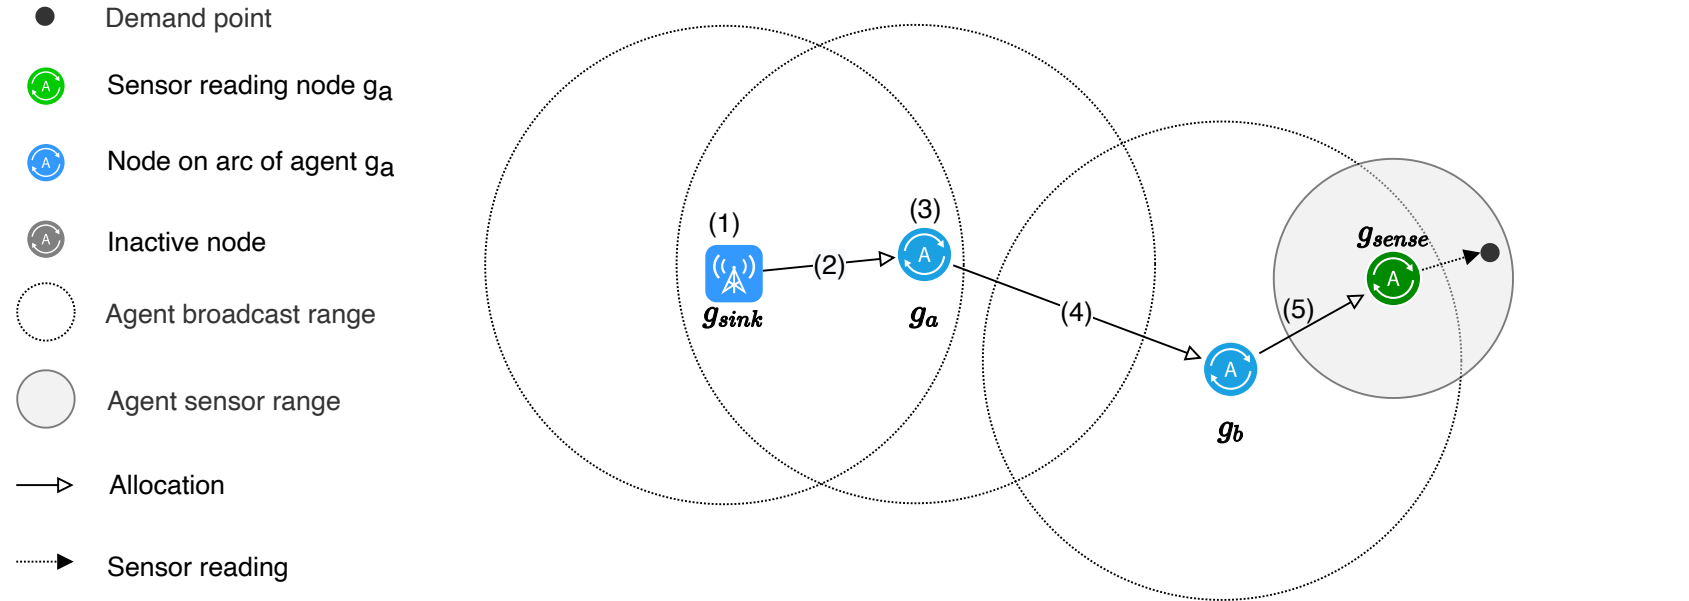 Demand point
Sensor reading node ga
Node on arc of agent ga
Inactive node
Agent broadcast range
Agent sensor range
Allocation
Sensor reading
(1)
(2)
gsink
(3)
ga
(4)
gb
(5)
gsense
A
A
A
A
A
A